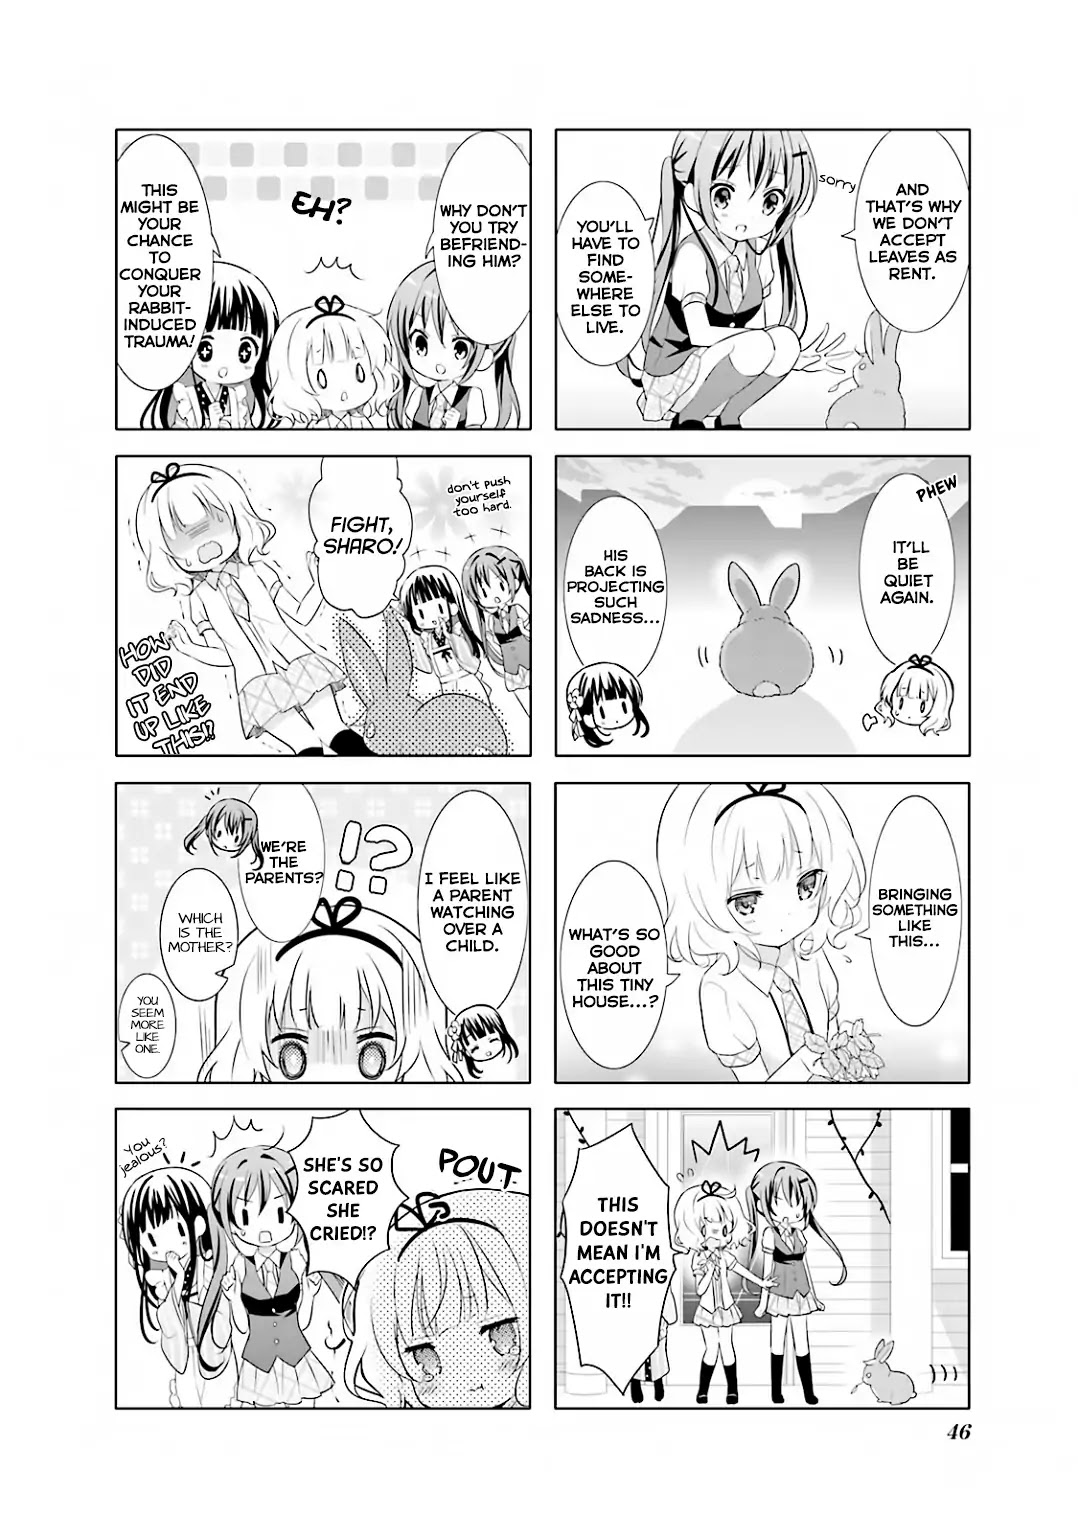 sorry
AND
THAT'S WHY
WE DON'T
ACCEPT
LEAVES AS
RENT.
YOU'LL
HAVE TO
FIND
SOME-
WHERE
ELSE TO
LIVE.
PHEW
IT'LL
BE
QUIET
AGAIN.
HIS
BACK IS
PROJECTING
SUCH
SADNESS...
BRINGING
SOMETHING
LIKE
THIS...
WHAT'S SO
GOOD
ABOUT
THIS TINY
HOUSE...?
THIS
DOESN'T
MEAN I'M
ACCEPTING
IT!!
WHY DON'T
YOU TRY
BEFRIEND-
ING HIM?
EH?
THIS
MIGHT BE
YOUR
CHANCE
TO
CONQUER
YOUR
RABBIT-
INDUCED
TRAUMA!
don't push
yourself
too hard.
FIGHT,
SHARO!
HOW
DID
IT END
UP LIKE
THIS!?
I FEEL LIKE
A PARENT
WATCHING
OVER A
CHILD.
!?
WE'RE
THE
PARENTS?
WHICH
IS THE
MOTHER?
YOU
SEEM
MORE
LIKE
ONE.
POUT
SHE'S SO
SCARED
SHE
CRIED!?
You
jealous?
46